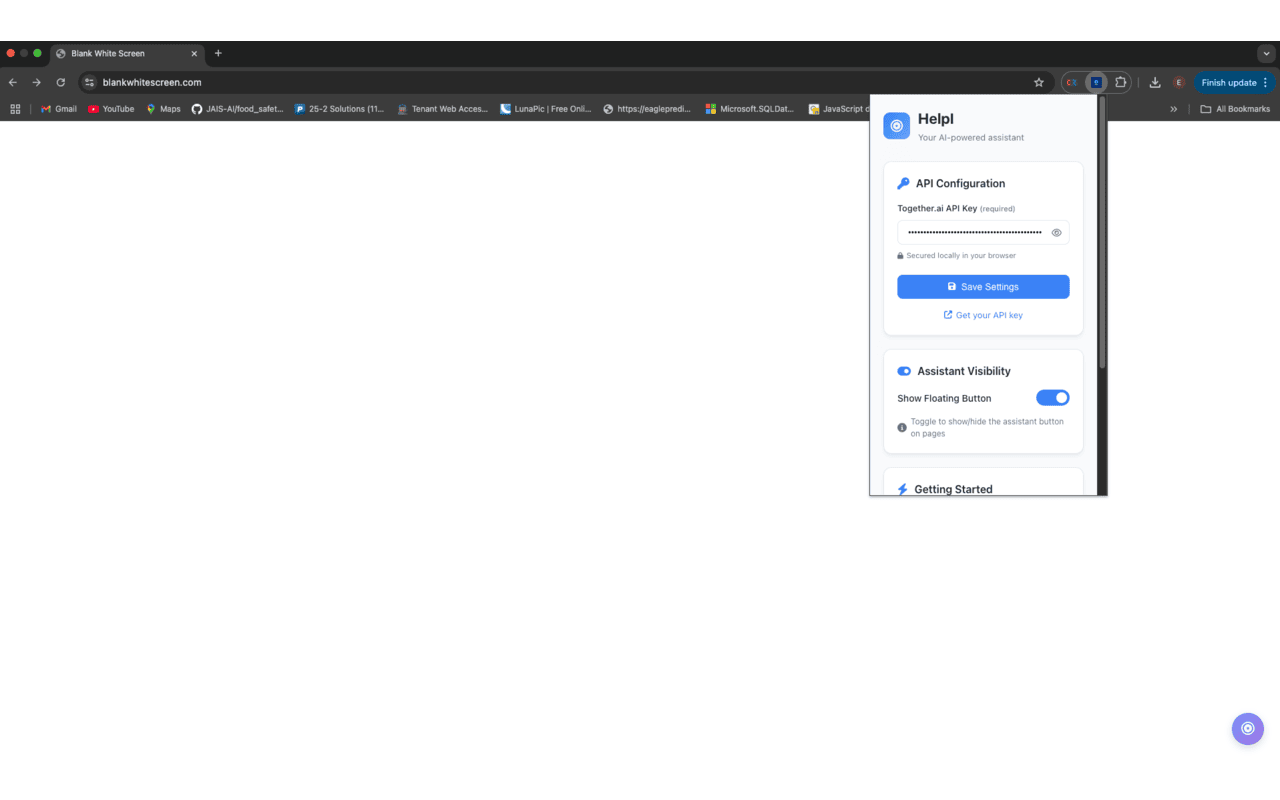 Blank White Screen
blankwhitescreen.com
E
Finish update
Gmail
YouTube
Maps
JAIS-AI/food_safet...
25-2 Solutions (11...
Tenant Web Acces...
LunaPic | Free Onli...
https://eaglepredi...
Microsoft.SQLDat...
JavaScript d
All Bookmarks
Helpl
Your AI-powered assistant
API Configuration
Together.ai API Key (required)
Secured locally in your browser
Save Settings
Get your API key
Assistant Visibility
Show Floating Button
Toggle to show/hide the assistant button
on pages
Getting Started